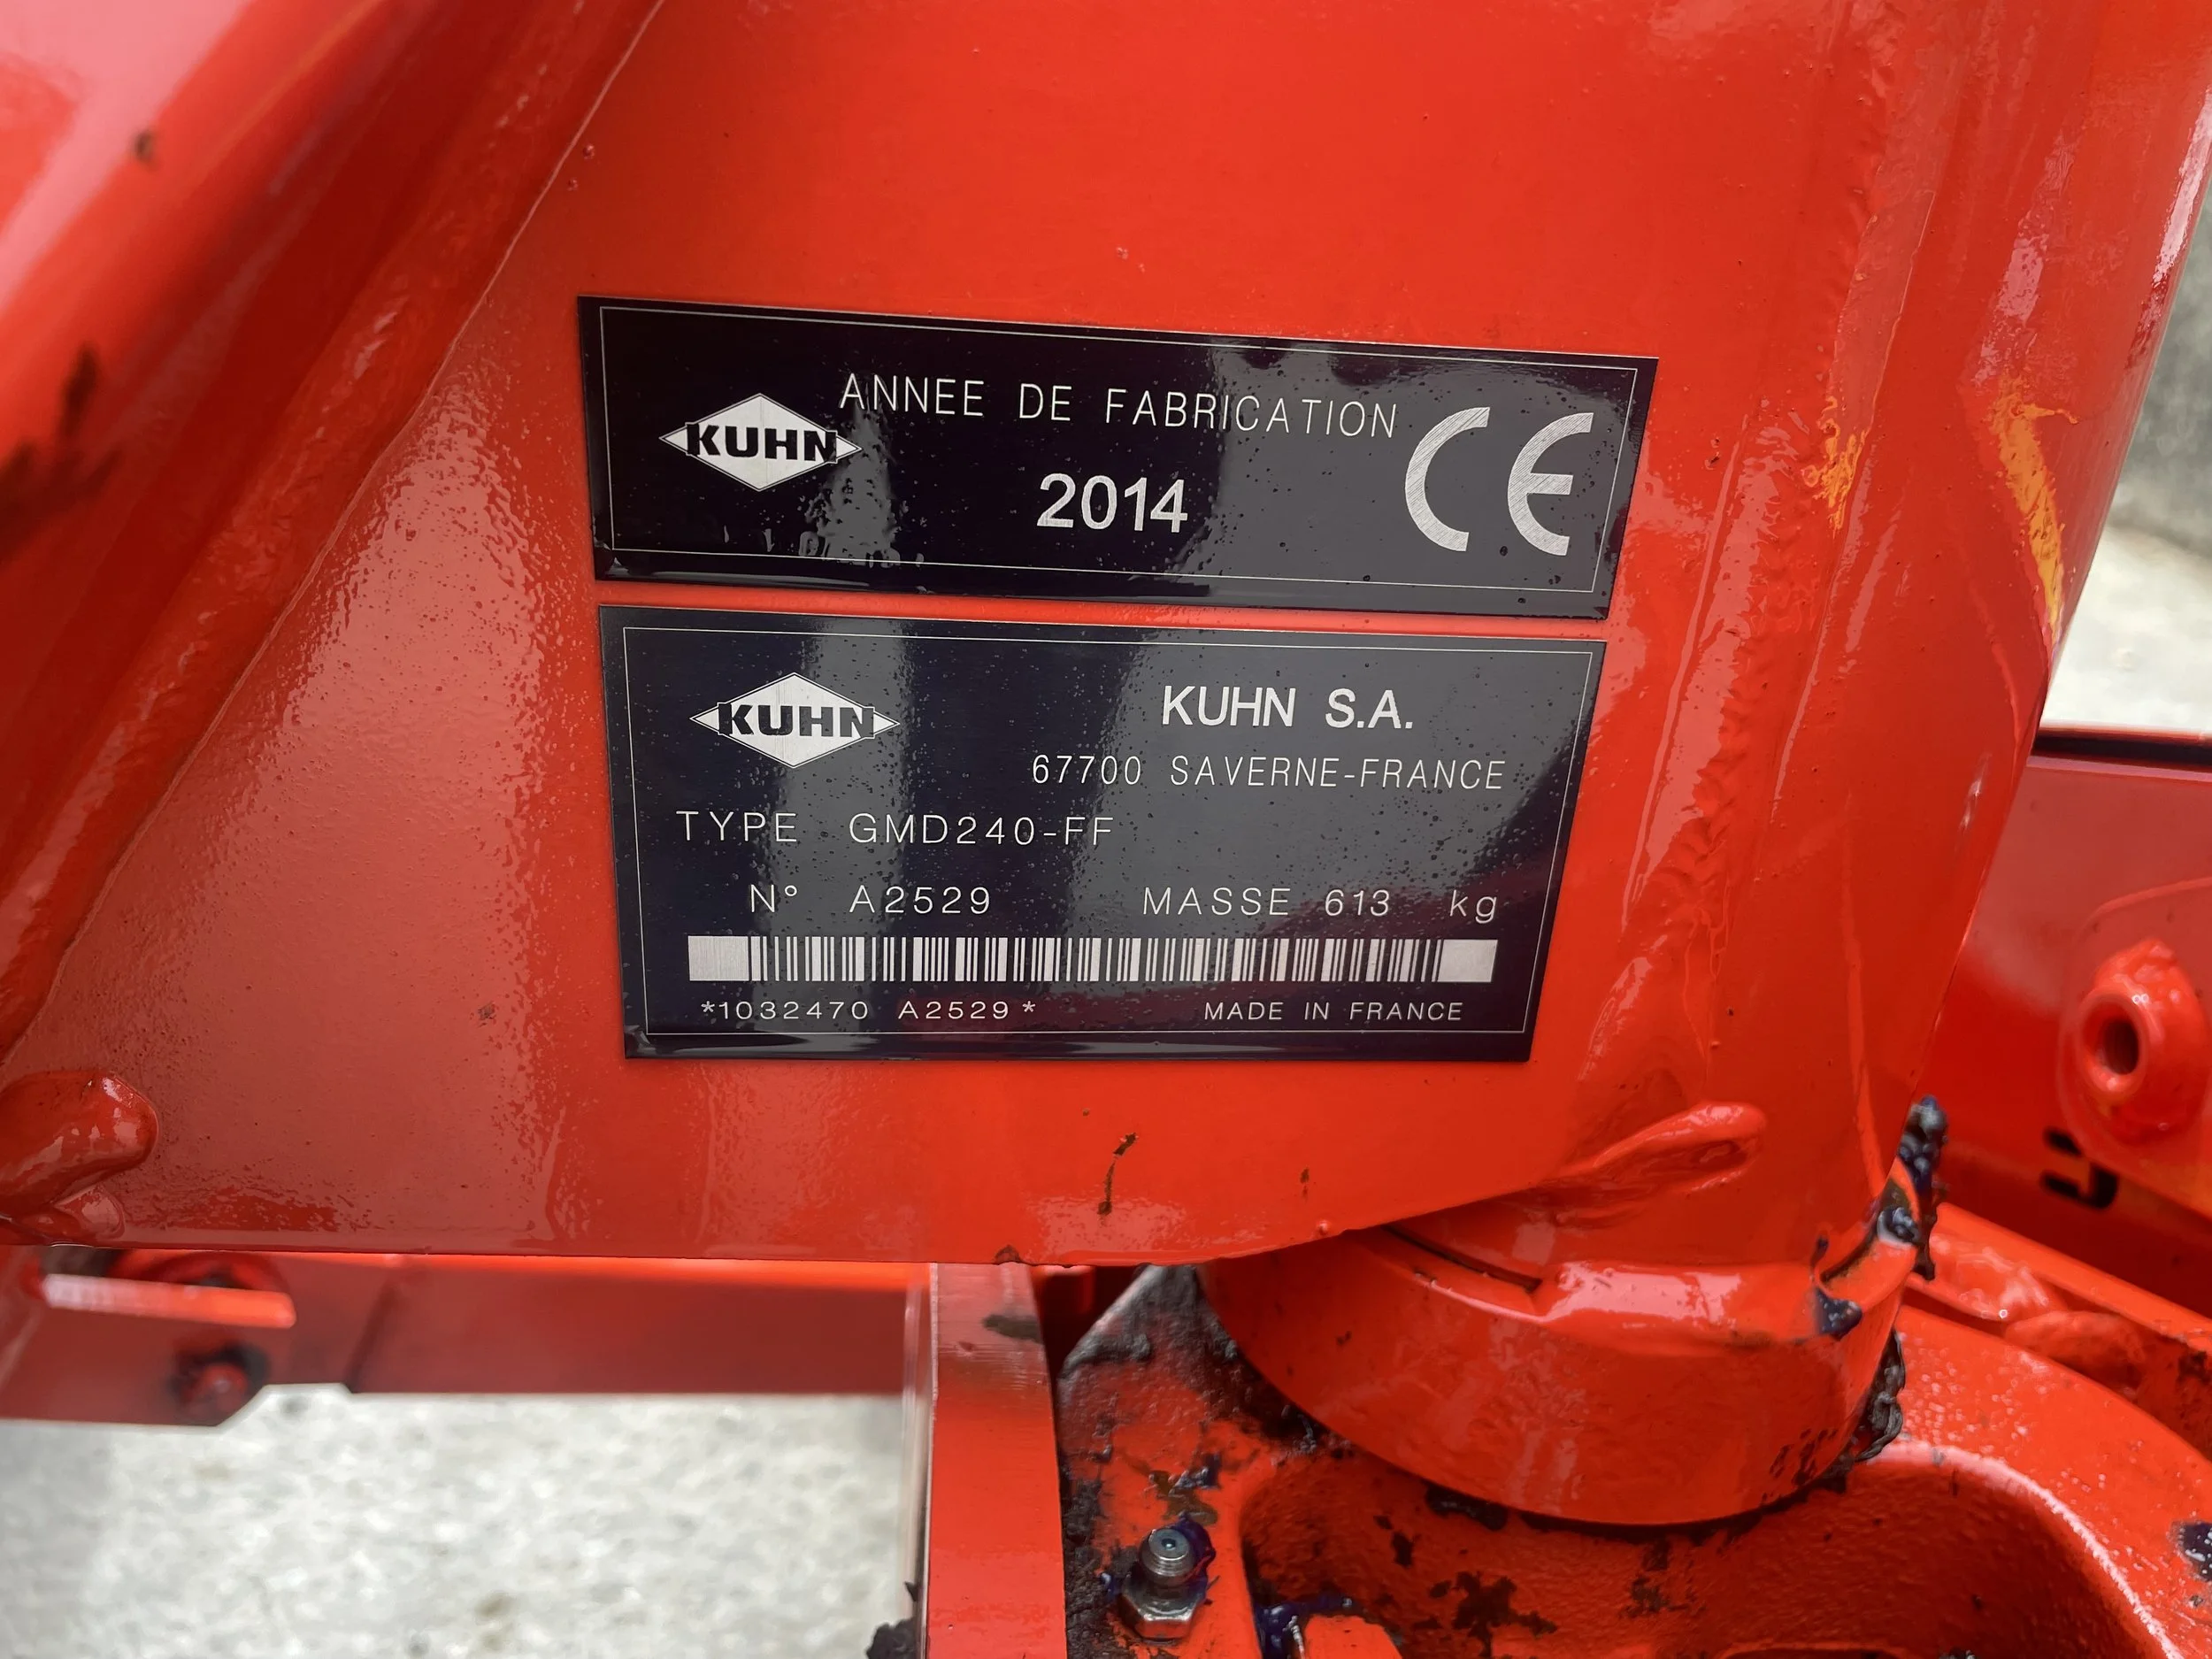 KUHN
ANNEE DE FABRICATION
2014
CE
KUHN
KUHN S.A.
67700 SAVERNE-FRANCE
TYPE GMD240-FF
N° A2529 MASSE 613 kg
*1032470 A2529*
MADE IN FRANCE